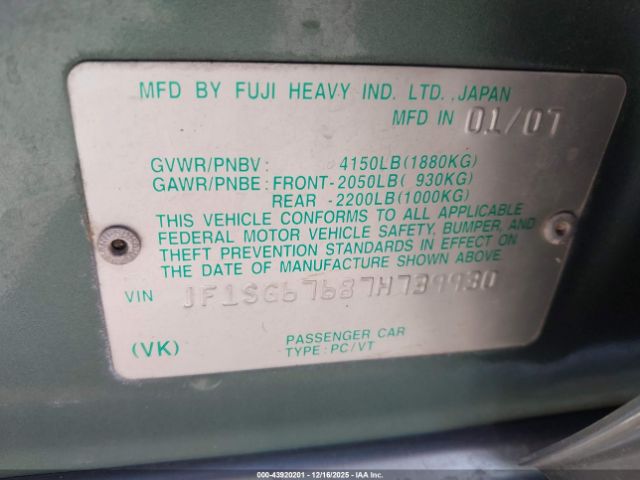 MFD BY FUJI HEAVY IND. LTD., JAPAN
MFD IN 01/07
GVWR/PNBV: 4150LB(1880KG)
GAWR/PNBE: FRONT-2050LB( 930KG)
REAR -2200LB(1000KG)
THIS VEHICLE CONFORMS TO ALL APPLICABLE
FEDERAL MOTOR VEHICLE SAFETY, BUMPER, AND
THEFT PREVENTION STANDARDS IN EFFECT ON
THE DATE OF MANUFACTURE SHOWN ABOVE.
VIN JF1SG67687H739930
(VK) PASSENGER CAR
TYPE: PC/VT
000-43920201 - 12/16/2025 - IAA Inc.